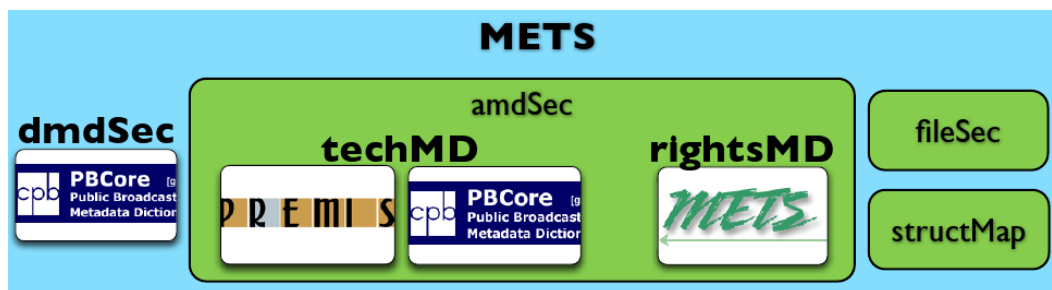 METS
amdSec
dmdSec
techMD
rightsMD
fileSec
structMap
cpb PBCore [g
Public Broadcast
Metadata Diction
PREMIS
cpb PBCore [g
Public Broadcast
Metadata Diction
METS